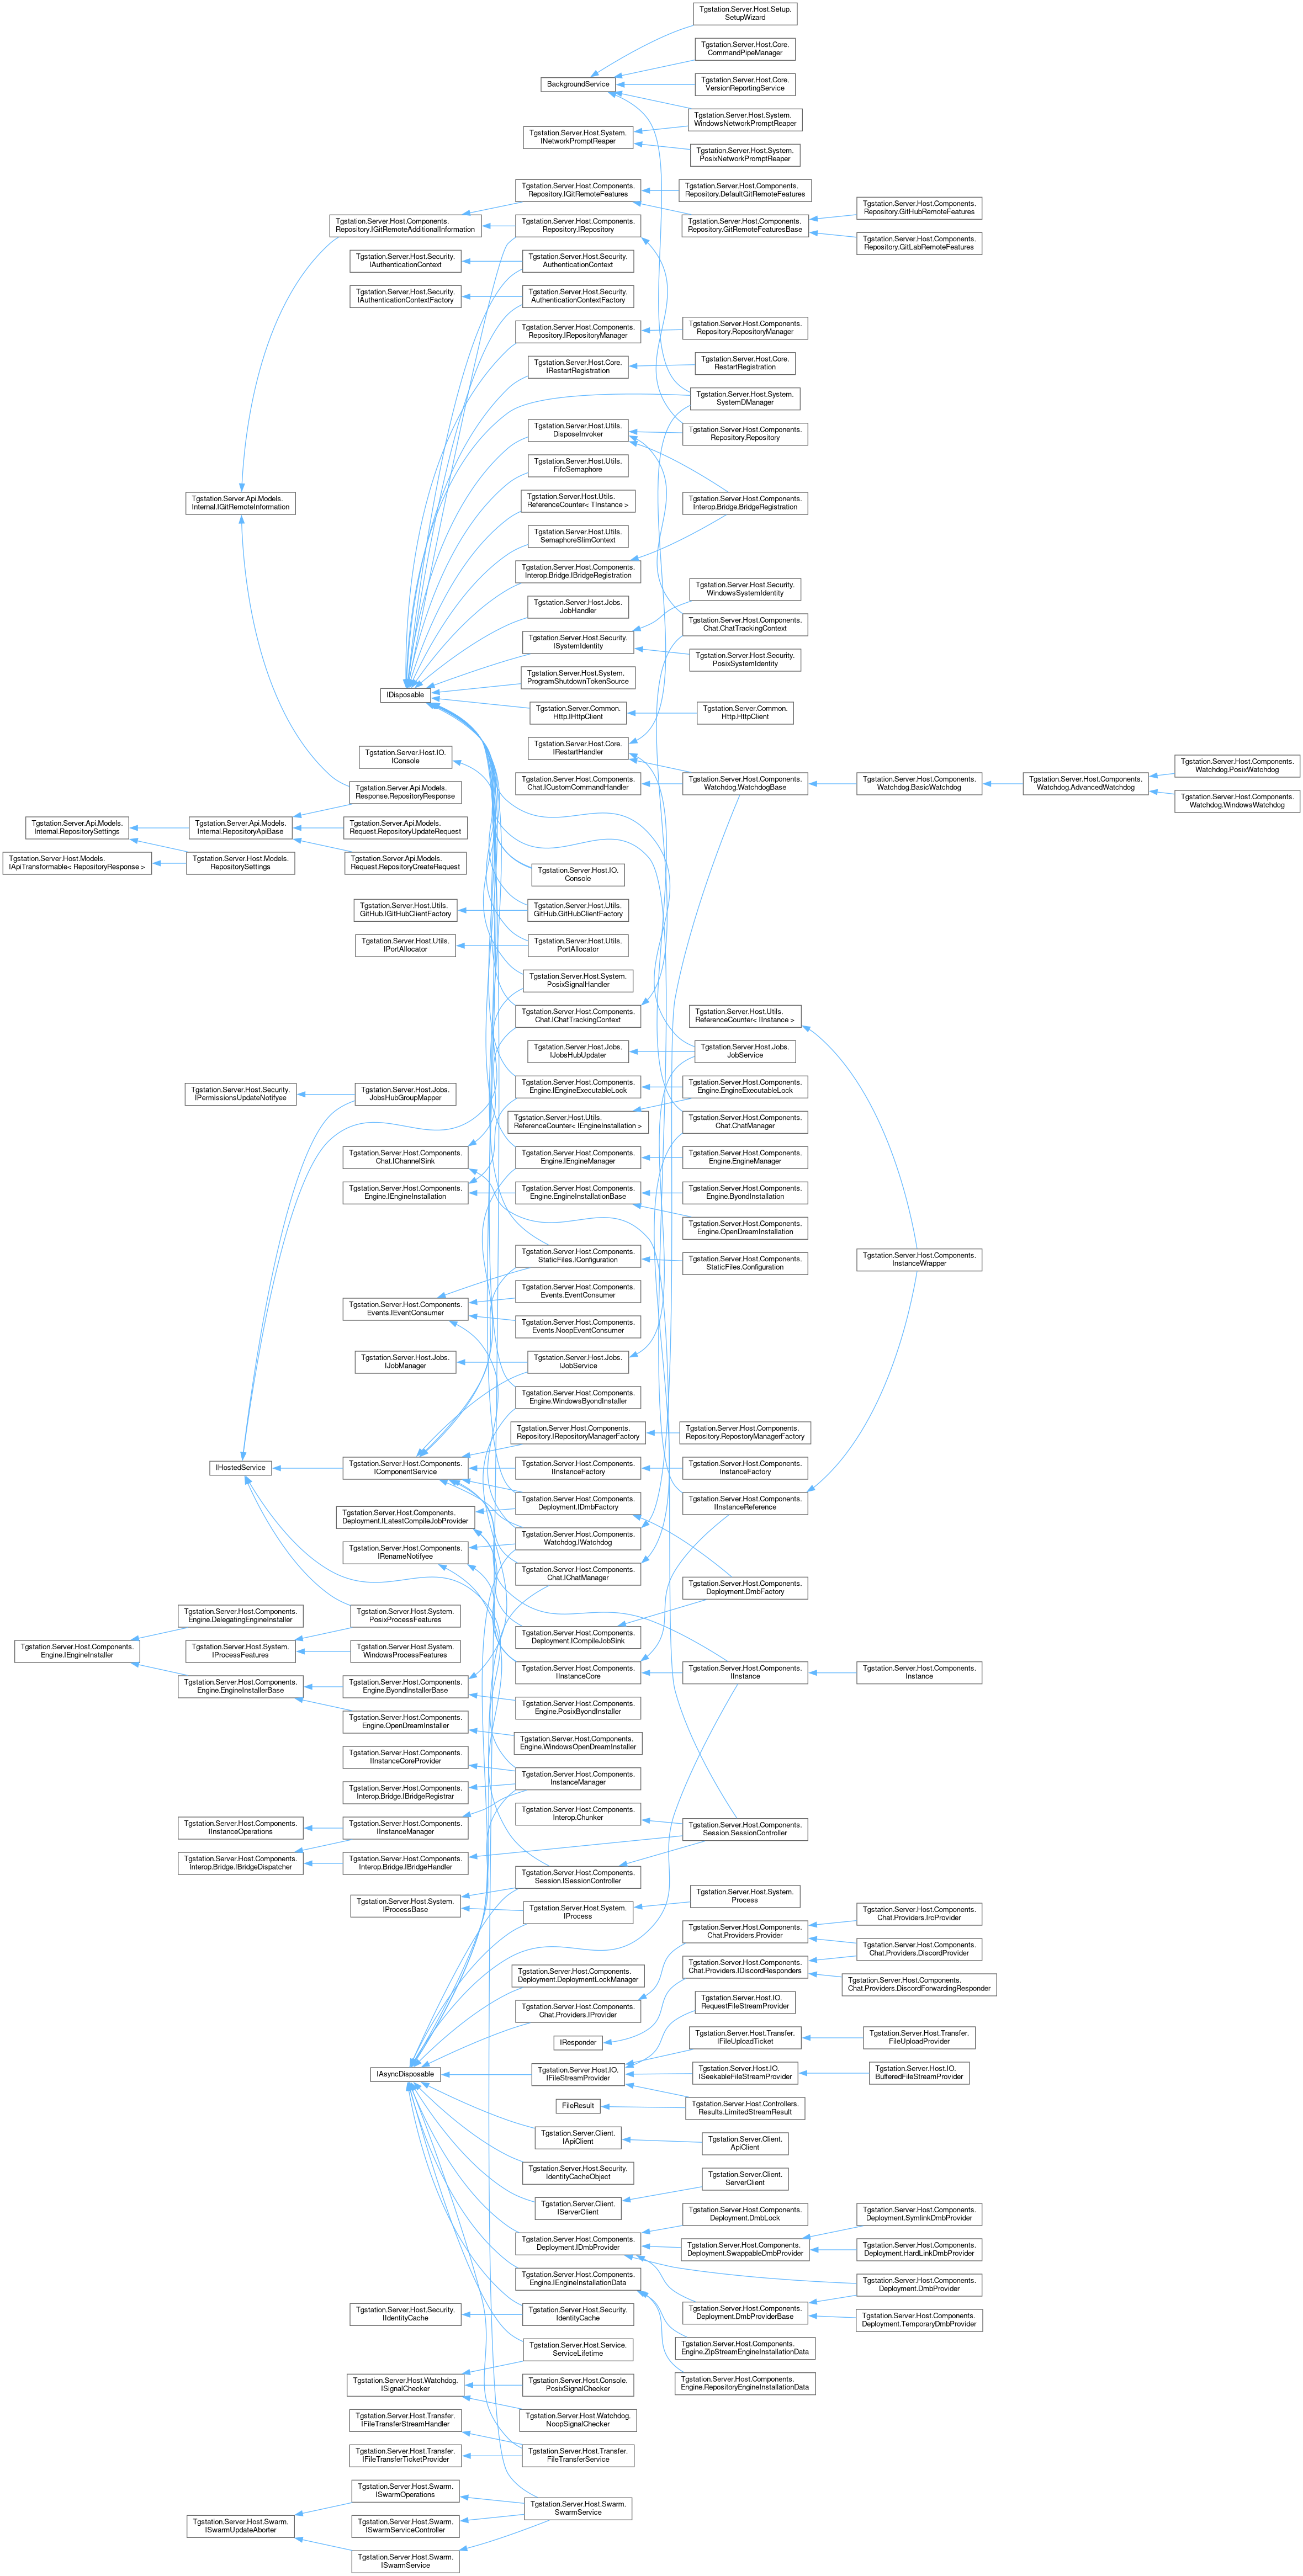 Tgstation.Server.Host.Setup.
SetupWizard
Tgstation.Server.Host.Core.
CommandPipeManager
BackgroundService
Tgstation.Server.Host.Core.
VersionReportingService
Tgstation.Server.Host.System.
WindowsNetworkPromptReaper
Tgstation.Server.Host.System.
INetworkPromptReaper
Tgstation.Server.Host.System.
PosixNetworkPromptReaper
Tgstation.Server.Host.Components.
Repository.IGitRemoteFeatures
Tgstation.Server.Host.Components.
Repository.DefaultGitRemoteFeatures
Tgstation.Server.Host.Components.
Repository.GitHubRemoteFeatures
Tgstation.Server.Host.Components.
Repository.IGitRemoteAdditionalInformation
Tgstation.Server.Host.Components.
Repository.IRepository
Tgstation.Server.Host.Components.
Repository.GitRemoteFeaturesBase
Tgstation.Server.Host.Components.
Repository.GitLabRemoteFeatures
Tgstation.Server.Host.Security.
IAuthenticationContext
Tgstation.Server.Host.Security.
AuthenticationContext
Tgstation.Server.Host.Security.
IAuthenticationContextFactory
Tgstation.Server.Host.Security.
AuthenticationContextFactory
Tgstation.Server.Host.Components.
Repository.IRepositoryManager
Tgstation.Server.Host.Components.
Repository.RepositoryManager
Tgstation.Server.Host.Core.
IRestartRegistration
Tgstation.Server.Host.Core.
RestartRegistration
Tgstation.Server.Host.System.
SystemDManager
Tgstation.Server.Host.Utils.
DisposeInvoker
Tgstation.Server.Host.Components.
Repository.Repository
Tgstation.Server.Host.Utils.
FifoSemaphore
Tgstation.Server.Api.Models.
Internal.IGitRemoteInformation
Tgstation.Server.Host.Utils.
ReferenceCounter< TInstance >
Tgstation.Server.Host.Components.
Interop.Bridge.BridgeRegistration
Tgstation.Server.Host.Utils.
SemaphoreSlimContext
Tgstation.Server.Host.Components.
Interop.Bridge.IBridgeRegistration
Tgstation.Server.Host.Security.
WindowsSystemIdentity
Tgstation.Server.Host.Jobs.
JobHandler
Tgstation.Server.Host.Components.
Chat.ChatTrackingContext
Tgstation.Server.Host.Security.
ISystemIdentity
Tgstation.Server.Host.Security.
PosixSystemIdentity
Tgstation.Server.Host.System.
ProgramShutdownTokenSource
IDisposable
Tgstation.Server.Common.
Http.IHttpClient
Tgstation.Server.Common.
Http.HttpClient
Tgstation.Server.Host.IO.
IConsole
Tgstation.Server.Host.Core.
IRestartHandler
Tgstation.Server.Host.Components.
Watchdog.PosixWatchdog
Tgstation.Server.Api.Models.
Response.RepositoryResponse
Tgstation.Server.Host.Components.
Chat.ICustomCommandHandler
Tgstation.Server.Host.Components.
Watchdog.WatchdogBase
Tgstation.Server.Host.Components.
Watchdog.BasicWatchdog
Tgstation.Server.Host.Components.
Watchdog.AdvancedWatchdog
Tgstation.Server.Host.Components.
Watchdog.WindowsWatchdog
Tgstation.Server.Api.Models.
Internal.RepositorySettings
Tgstation.Server.Api.Models.
Internal.RepositoryApiBase
Tgstation.Server.Api.Models.
Request.RepositoryUpdateRequest
Tgstation.Server.Host.Models.
IApiTransformable< RepositoryResponse >
Tgstation.Server.Host.Models.
RepositorySettings
Tgstation.Server.Api.Models.
Request.RepositoryCreateRequest
Tgstation.Server.Host.IO.
Console
Tgstation.Server.Host.Utils.
GitHub.IGitHubClientFactory
Tgstation.Server.Host.Utils.
GitHub.GitHubClientFactory
Tgstation.Server.Host.Utils.
IPortAllocator
Tgstation.Server.Host.Utils.
PortAllocator
Tgstation.Server.Host.System.
PosixSignalHandler
Tgstation.Server.Host.Components.
Chat.IChatTrackingContext
Tgstation.Server.Host.Utils.
ReferenceCounter< IInstance >
Tgstation.Server.Host.Jobs.
IJobsHubUpdater
Tgstation.Server.Host.Jobs.
JobService
Tgstation.Server.Host.Security.
IPermissionsUpdateNotifyee
Tgstation.Server.Host.Jobs.
JobsHubGroupMapper
Tgstation.Server.Host.Components.
Engine.IEngineExecutableLock
Tgstation.Server.Host.Components.
Engine.EngineExecutableLock
Tgstation.Server.Host.Utils.
ReferenceCounter< IEngineInstallation >
Tgstation.Server.Host.Components.
Chat.ChatManager
Tgstation.Server.Host.Components.
Chat.IChannelSink
Tgstation.Server.Host.Components.
Engine.IEngineManager
Tgstation.Server.Host.Components.
Engine.EngineManager
Tgstation.Server.Host.Components.
Engine.IEngineInstallation
Tgstation.Server.Host.Components.
Engine.EngineInstallationBase
Tgstation.Server.Host.Components.
Engine.ByondInstallation
Tgstation.Server.Host.Components.
Engine.OpenDreamInstallation
Tgstation.Server.Host.Components.
StaticFiles.IConfiguration
Tgstation.Server.Host.Components.
StaticFiles.Configuration
Tgstation.Server.Host.Components.
InstanceWrapper
Tgstation.Server.Host.Components.
Events.IEventConsumer
Tgstation.Server.Host.Components.
Events.EventConsumer
Tgstation.Server.Host.Components.
Events.NoopEventConsumer
Tgstation.Server.Host.Jobs.
IJobManager
Tgstation.Server.Host.Jobs.
IJobService
Tgstation.Server.Host.Components.
Engine.WindowsByondInstaller
Tgstation.Server.Host.Components.
Repository.IRepositoryManagerFactory
Tgstation.Server.Host.Components.
Repository.RepostoryManagerFactory
IHostedService
Tgstation.Server.Host.Components.
IComponentService
Tgstation.Server.Host.Components.
IInstanceFactory
Tgstation.Server.Host.Components.
InstanceFactory
Tgstation.Server.Host.Components.
Deployment.IDmbFactory
Tgstation.Server.Host.Components.
IInstanceReference
Tgstation.Server.Host.Components.
Deployment.ILatestCompileJobProvider
Tgstation.Server.Host.Components.
Watchdog.IWatchdog
Tgstation.Server.Host.Components.
IRenameNotifyee
Tgstation.Server.Host.Components.
Chat.IChatManager
Tgstation.Server.Host.Components.
Deployment.DmbFactory
Tgstation.Server.Host.Components.
Engine.DelegatingEngineInstaller
Tgstation.Server.Host.System.
PosixProcessFeatures
Tgstation.Server.Host.Components.
Deployment.ICompileJobSink
Tgstation.Server.Host.Components.
Engine.IEngineInstaller
Tgstation.Server.Host.System.
IProcessFeatures
Tgstation.Server.Host.System.
WindowsProcessFeatures
Tgstation.Server.Host.Components.
IInstanceCore
Tgstation.Server.Host.Components.
IInstance
Tgstation.Server.Host.Components.
Instance
Tgstation.Server.Host.Components.
Engine.EngineInstallerBase
Tgstation.Server.Host.Components.
Engine.ByondInstallerBase
Tgstation.Server.Host.Components.
Engine.PosixByondInstaller
Tgstation.Server.Host.Components.
Engine.OpenDreamInstaller
Tgstation.Server.Host.Components.
Engine.WindowsOpenDreamInstaller
Tgstation.Server.Host.Components.
IInstanceCoreProvider
Tgstation.Server.Host.Components.
InstanceManager
Tgstation.Server.Host.Components.
Interop.Bridge.IBridgeRegistrar
Tgstation.Server.Host.Components.
Interop.Chunker
Tgstation.Server.Host.Components.
IInstanceOperations
Tgstation.Server.Host.Components.
IInstanceManager
Tgstation.Server.Host.Components.
Session.SessionController
Tgstation.Server.Host.Components.
Interop.Bridge.IBridgeDispatcher
Tgstation.Server.Host.Components.
Interop.Bridge.IBridgeHandler
Tgstation.Server.Host.Components.
Session.ISessionController
Tgstation.Server.Host.System.
IProcessBase
Tgstation.Server.Host.System.
IProcess
Tgstation.Server.Host.System.
Process
Tgstation.Server.Host.Components.
Chat.Providers.IrcProvider
Tgstation.Server.Host.Components.
Chat.Providers.Provider
Tgstation.Server.Host.Components.
Chat.Providers.DiscordProvider
Tgstation.Server.Host.Components.
Deployment.DeploymentLockManager
Tgstation.Server.Host.Components.
Chat.Providers.IDiscordResponders
Tgstation.Server.Host.Components.
Chat.Providers.DiscordForwardingResponder
Tgstation.Server.Host.Components.
Chat.Providers.IProvider
Tgstation.Server.Host.IO.
RequestFileStreamProvider
IResponder
Tgstation.Server.Host.Transfer.
IFileUploadTicket
Tgstation.Server.Host.Transfer.
FileUploadProvider
IAsyncDisposable
Tgstation.Server.Host.IO.
IFileStreamProvider
Tgstation.Server.Host.IO.
ISeekableFileStreamProvider
Tgstation.Server.Host.IO.
BufferedFileStreamProvider
FileResult
Tgstation.Server.Host.Controllers.
Results.LimitedStreamResult
Tgstation.Server.Client.
IApiClient
Tgstation.Server.Client.
ApiClient
Tgstation.Server.Host.Security.
IdentityCacheObject
Tgstation.Server.Client.
ServerClient
Tgstation.Server.Client.
IServerClient
Tgstation.Server.Host.Components.
Deployment.DmbLock
Tgstation.Server.Host.Components.
Deployment.SymlinkDmbProvider
Tgstation.Server.Host.Components.
Deployment.IDmbProvider
Tgstation.Server.Host.Components.
Deployment.SwappableDmbProvider
Tgstation.Server.Host.Components.
Deployment.HardLinkDmbProvider
Tgstation.Server.Host.Components.
Engine.IEngineInstallationData
Tgstation.Server.Host.Components.
Deployment.DmbProvider
Tgstation.Server.Host.Security.
IIdentityCache
Tgstation.Server.Host.Security.
IdentityCache
Tgstation.Server.Host.Components.
Deployment.DmbProviderBase
Tgstation.Server.Host.Components.
Deployment.TemporaryDmbProvider
Tgstation.Server.Host.Service.
ServiceLifetime
Tgstation.Server.Host.Components.
Engine.ZipStreamEngineInstallationData
Tgstation.Server.Host.Watchdog.
ISignalChecker
Tgstation.Server.Host.Console.
PosixSignalChecker
Tgstation.Server.Host.Components.
Engine.RepositoryEngineInstallationData
Tgstation.Server.Host.Transfer.
IFileTransferStreamHandler
Tgstation.Server.Host.Watchdog.
NoopSignalChecker
Tgstation.Server.Host.Transfer.
IFileTransferTicketProvider
Tgstation.Server.Host.Transfer.
FileTransferService
Tgstation.Server.Host.Swarm.
ISwarmOperations
Tgstation.Server.Host.Swarm.
SwarmService
Tgstation.Server.Host.Swarm.
ISwarmUpdateAborter
Tgstation.Server.Host.Swarm.
ISwarmServiceController
Tgstation.Server.Host.Swarm.
ISwarmService